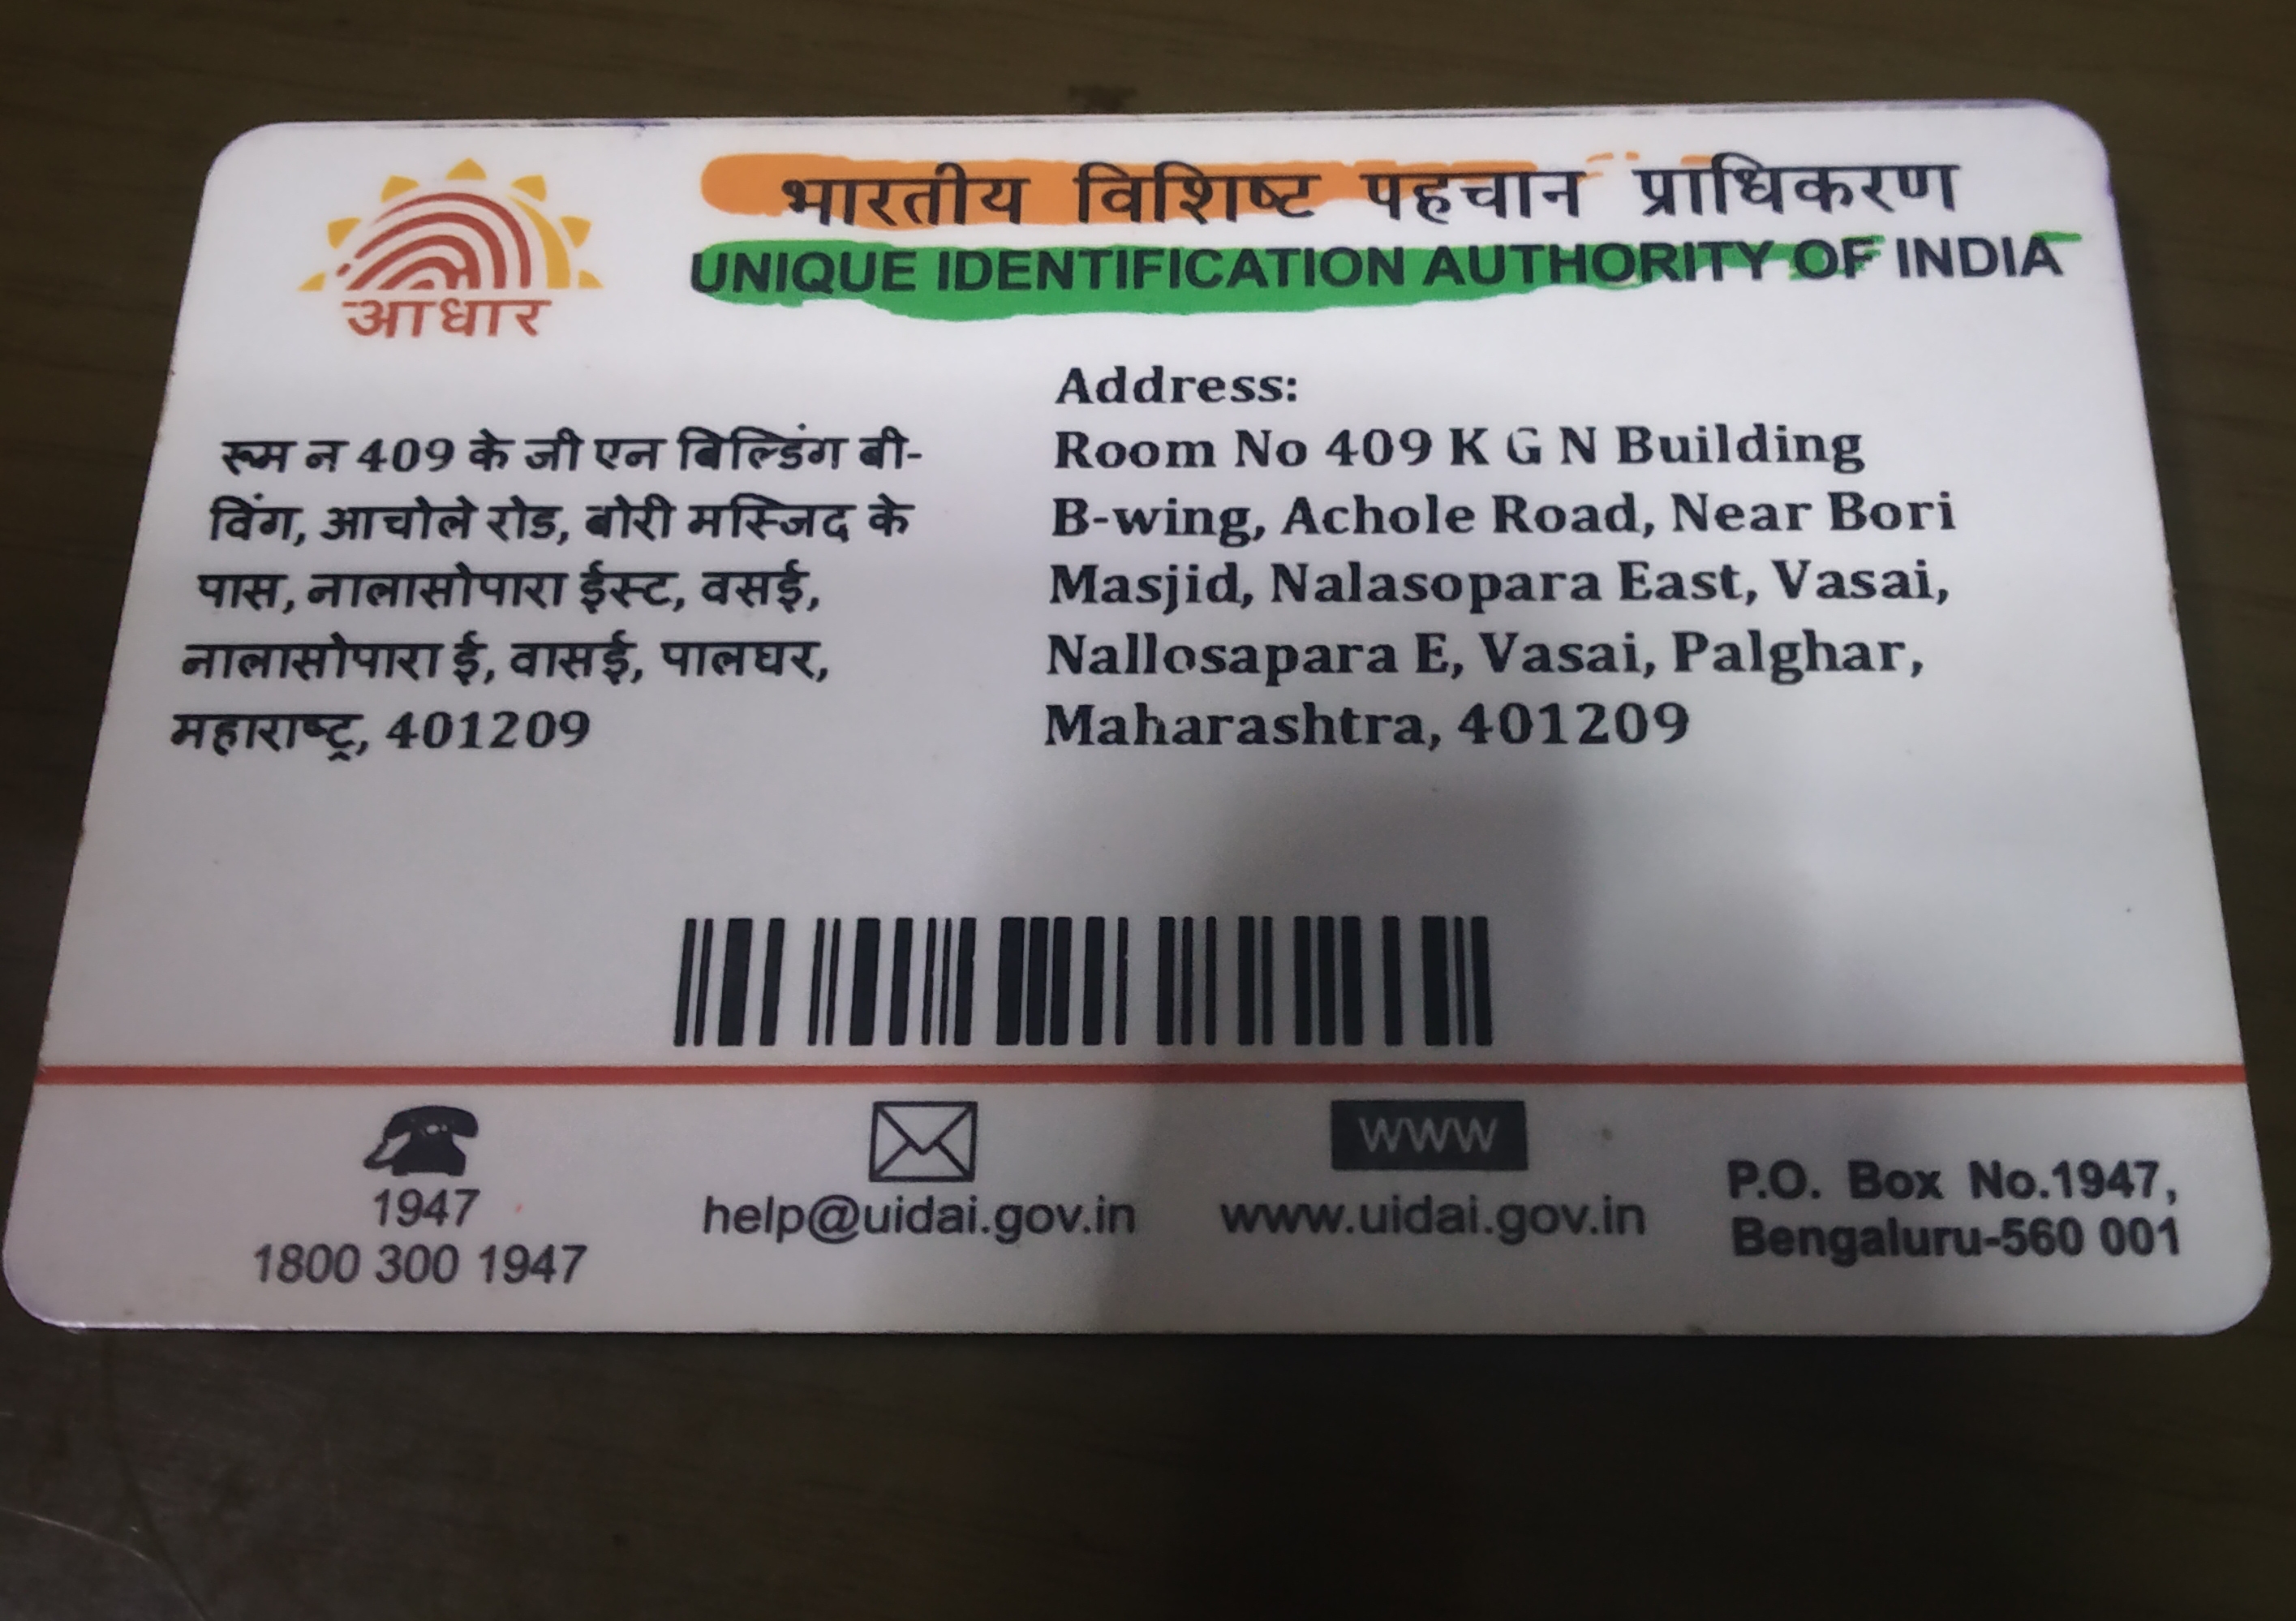 आधार
भारतीय विशिष्ट पहचान प्राधिकरण
UNIQUE IDENTIFICATION AUTHORITY OF INDIA
रूम न 409 के जी एन बिल्डिंग बी-
विंग, आचोले रोड, बोरी मस्जिद के
पास, नालासोपारा ईस्ट, वसई,
नालासोपारा ई, वासई, पालघर,
महाराष्ट्र, 401209
Address:
Room No 409 K G N Building
B-wing, Achole Road, Near Bori
Masjid, Nalasopara East, Vasai,
Nallosapara E, Vasai, Palghar,
Maharashtra, 401209
1947
1800 300 1947
help@uidai.gov.in
WWW
www.uidai.gov.in
P.O. Box No.1947,
Bengaluru-560 001